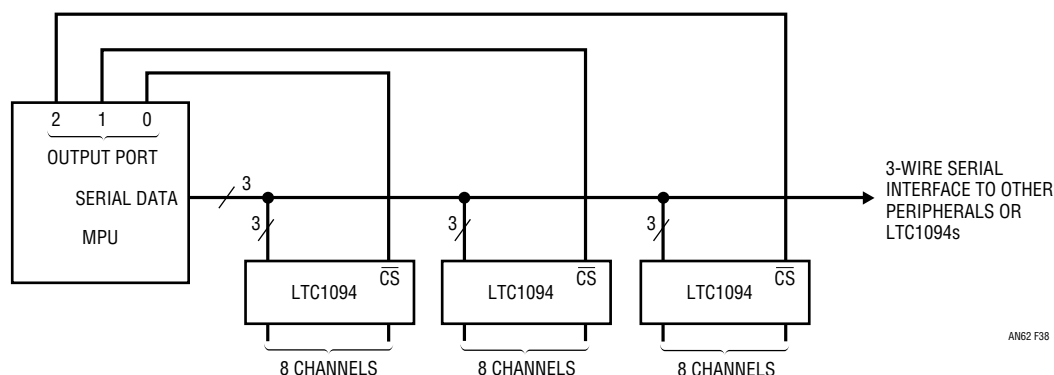 2 1 0
OUTPUT PORT
SERIAL DATA
MPU
3
3
3
3
3-WIRE SERIAL
INTERFACE TO OTHER
PERIPHERALS OR
LTC1094s
LTC1094
CS
LTC1094
CS
LTC1094
CS
8 CHANNELS
8 CHANNELS
8 CHANNELS
AN62 F38